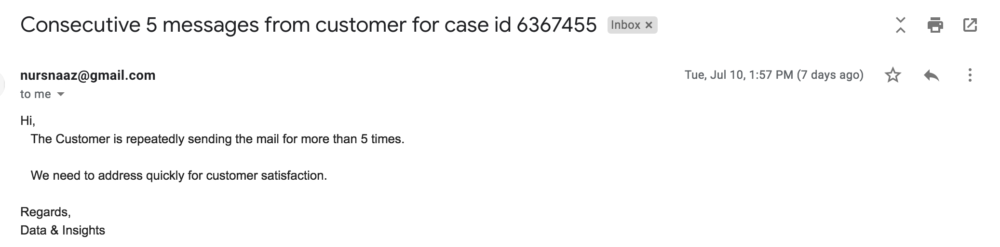 Consecutive 5 messages from customer for case id 6367455 Inbox ×
nursnaaz@gmail.com Tue, Jul 10, 1:57 PM (7 days ago)
to me
Hi,
The Customer is repeatedly sending the mail for more than 5 times.
We need to address quickly for customer satisfaction.
Regards,
Data & Insights